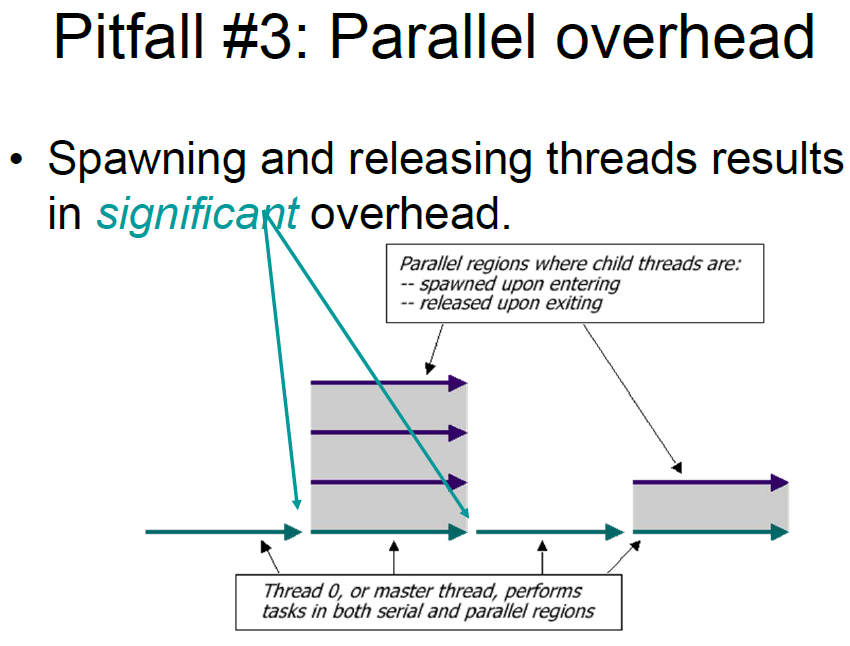 Pitfall #3: Parallel overhead
• Spawning and releasing threads results
in significant overhead.
Parallel regions where child threads are:
-- spawned upon entering
-- released upon exiting
Thread 0, or master thread, performs
tasks in both serial and parallel regions